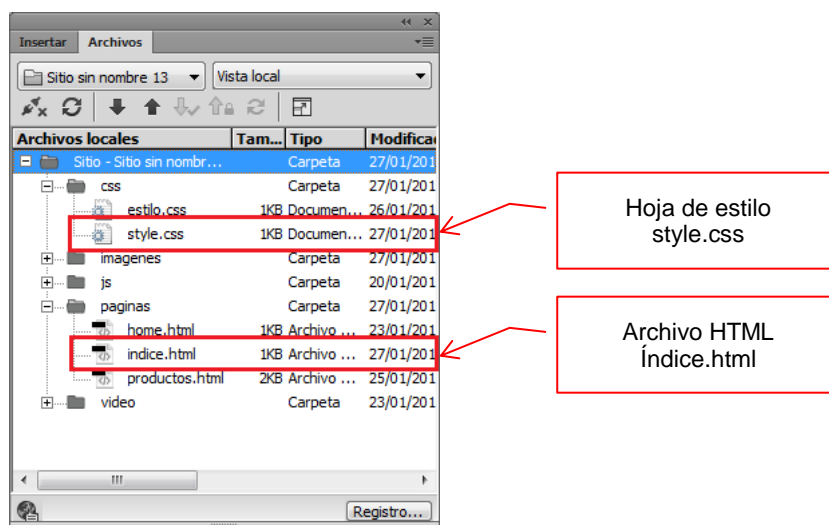 Insertar Archivos
Sitio sin nombre 13 Vista local
Archivos locales Tam... Tipo Modifica
Sitio - Sitio sin nombr... Carpeta 27/01/201
css Carpeta 27/01/201
estilo.css 1KB Documen... 26/01/201
style.css 1KB Documen... 27/01/201
imagenes Carpeta 27/01/201
js Carpeta 20/01/201
paginas Carpeta 27/01/201
home.html 1KB Archivo ... 23/01/201
indice.html 1KB Archivo ... 27/01/201
productos.html 2KB Archivo ... 25/01/201
video Carpeta 23/01/201
Registro...
Hoja de estilo
style.css
Archivo HTML
Índice.html